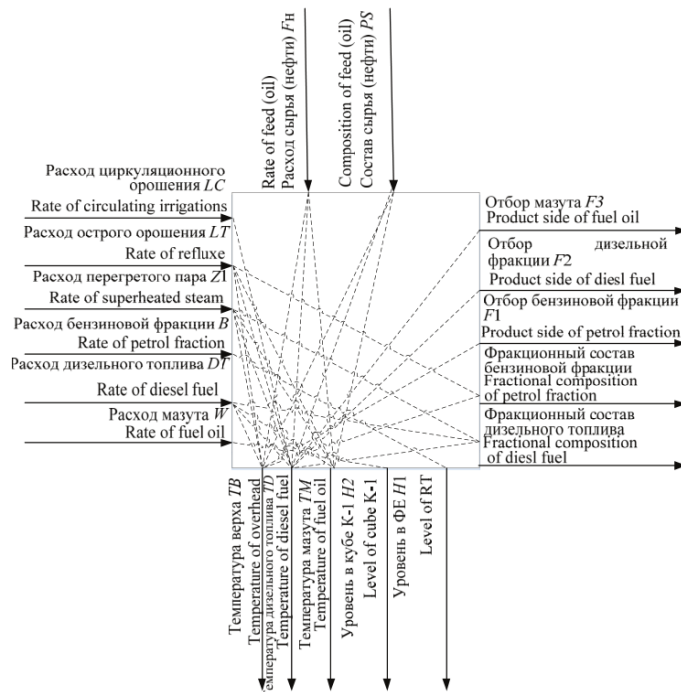 Rate of feed (oil)
Расход сырья (нефти) Fн
Composition of feed (oil)
Состав сырья (нефти) PS
Расход циркуляционного
орошения LC
Rate of circulating irrigations
Расход острого орошения LT
Rate of refluxe
Расход перегретого пара Z1
Rate of superheated steam
Расход бензиновой фракции B
Rate of petrol fraction
Расход дизельного топлива DT
Rate of diesel fuel
Расход мазута W
Rate of fuel oil
Отбор мазута F3
Product side of fuel oil
Отбор дизельной
фракции F2
Product side of diesl fuel
Отбор бензиновой фракции
F1
Product side of petrol fraction
Фракционный состав
бензиновой фракции
Fractional composition
of petrol fraction
Фракционный состав
дизельного топлива
Fractional composition
of diesl fuel
Температура верха TB
Temperature of overhead
емпература дизельного топлива TD
Temperature of diesel fuel
Температура мазута TM
Temperature of fuel oil
Уровень в кубе К-1 H2
Level of cube K-1
Уровень в ФЕ H1
Level of RT